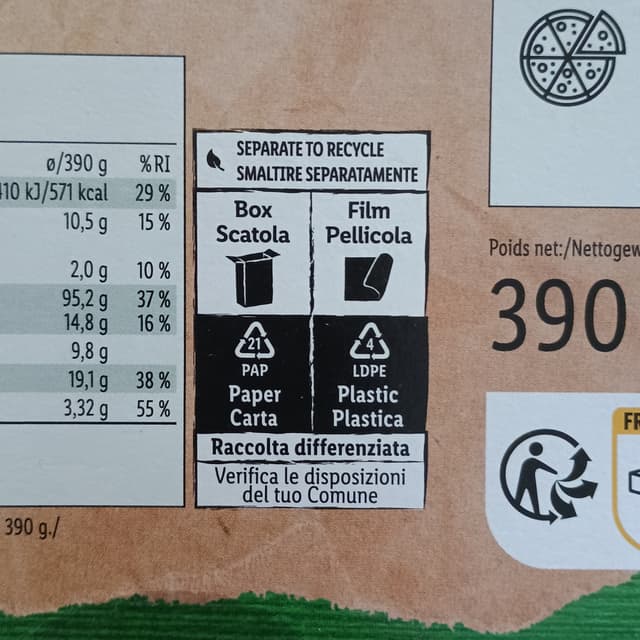 ø/390 g %RI
410 kJ/571 kcal 29 %
10,5 g 15 %
2,0 g 10 %
95,2 g 37 %
14,8 g 16 %
9,8 g
19,1 g 38 %
3,32 g 55 %
390 g./
SEPARATE TO RECYCLE
SMALTIRE SEPARATAMENTE
Box
Scatola
Film
Pellicola
21
PAP
Paper
Carta
4
LDPE
Plastic
Plastica
Raccolta differenziata
Verifica le disposizioni
del tuo Comune
Poids net:/Nettogew
390
FR